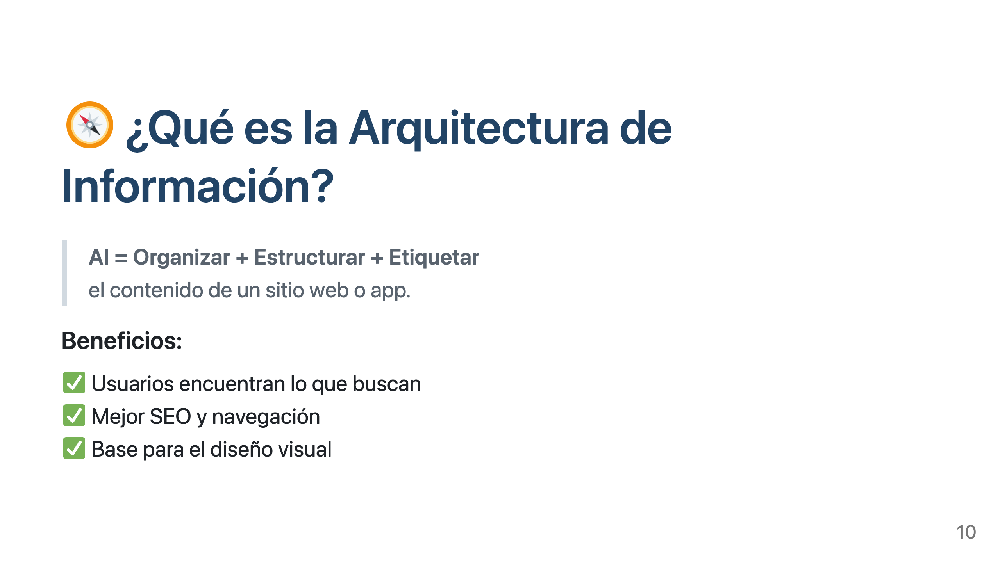 ¿Qué es la Arquitectura de
Información?
AI = Organizar + Estructurar + Etiquetar
el contenido de un sitio web o app.
Beneficios:
Usuarios encuentran lo que buscan
Mejor SEO y navegación
Base para el diseño visual
10